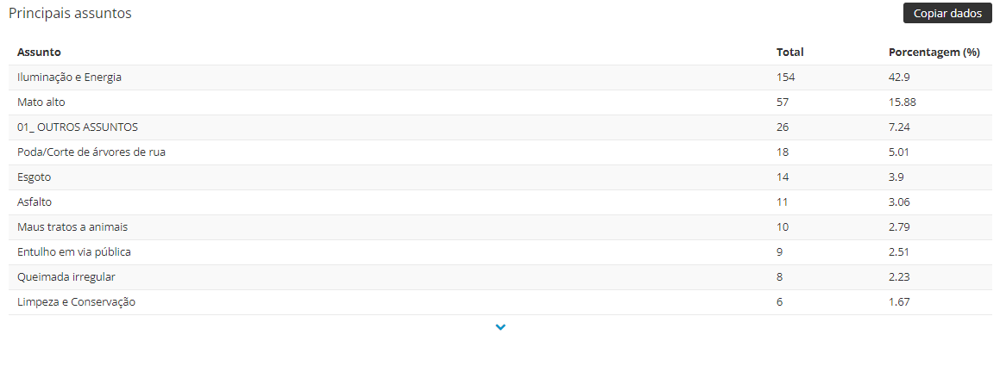 Principais assuntos Copiar dados
Assunto Total Porcentagem (%)
Iluminação e Energia 154 42.9
Mato alto 57 15.88
01_ OUTROS ASSUNTOS 26 7.24
Poda/Corte de árvores de rua 18 5.01
Esgoto 14 3.9
Asfalto 11 3.06
Maus tratos a animais 10 2.79
Entulho em via pública 9 2.51
Queimada irregular 8 2.23
Limpeza e Conservação 6 1.67